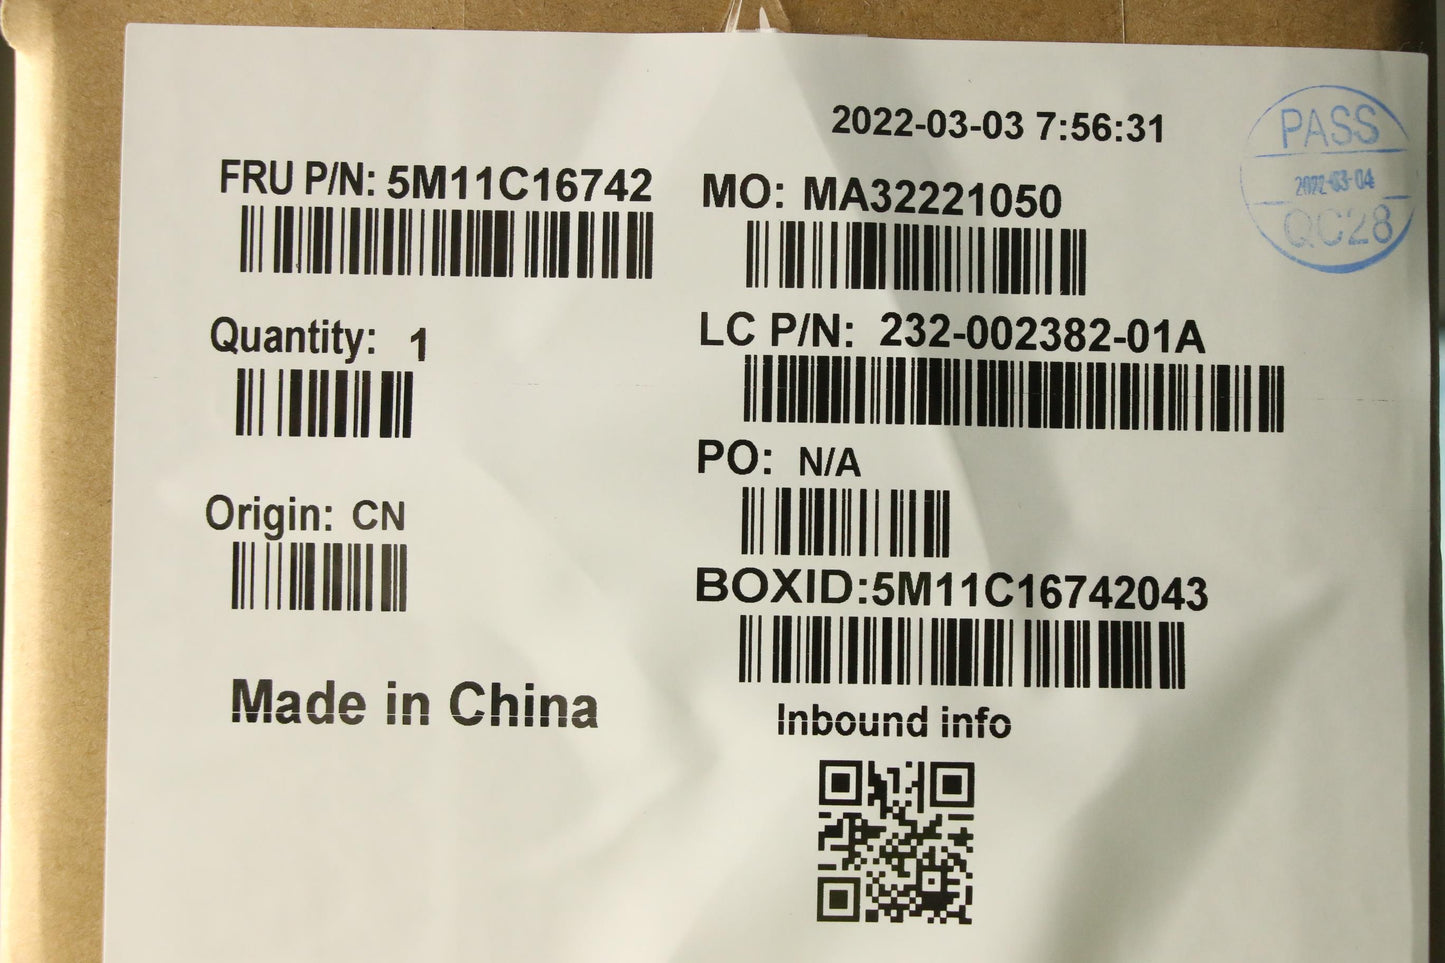 2022-03-03 7:56:31
PASS
2022-03-04
QC28
FRU P/N: 5M11C16742
MO: MA32221050
Quantity: 1
LC P/N: 232-002382-01A
PO: N/A
Origin: CN
BOXID:5M11C16742043
Made in China
Inbound info